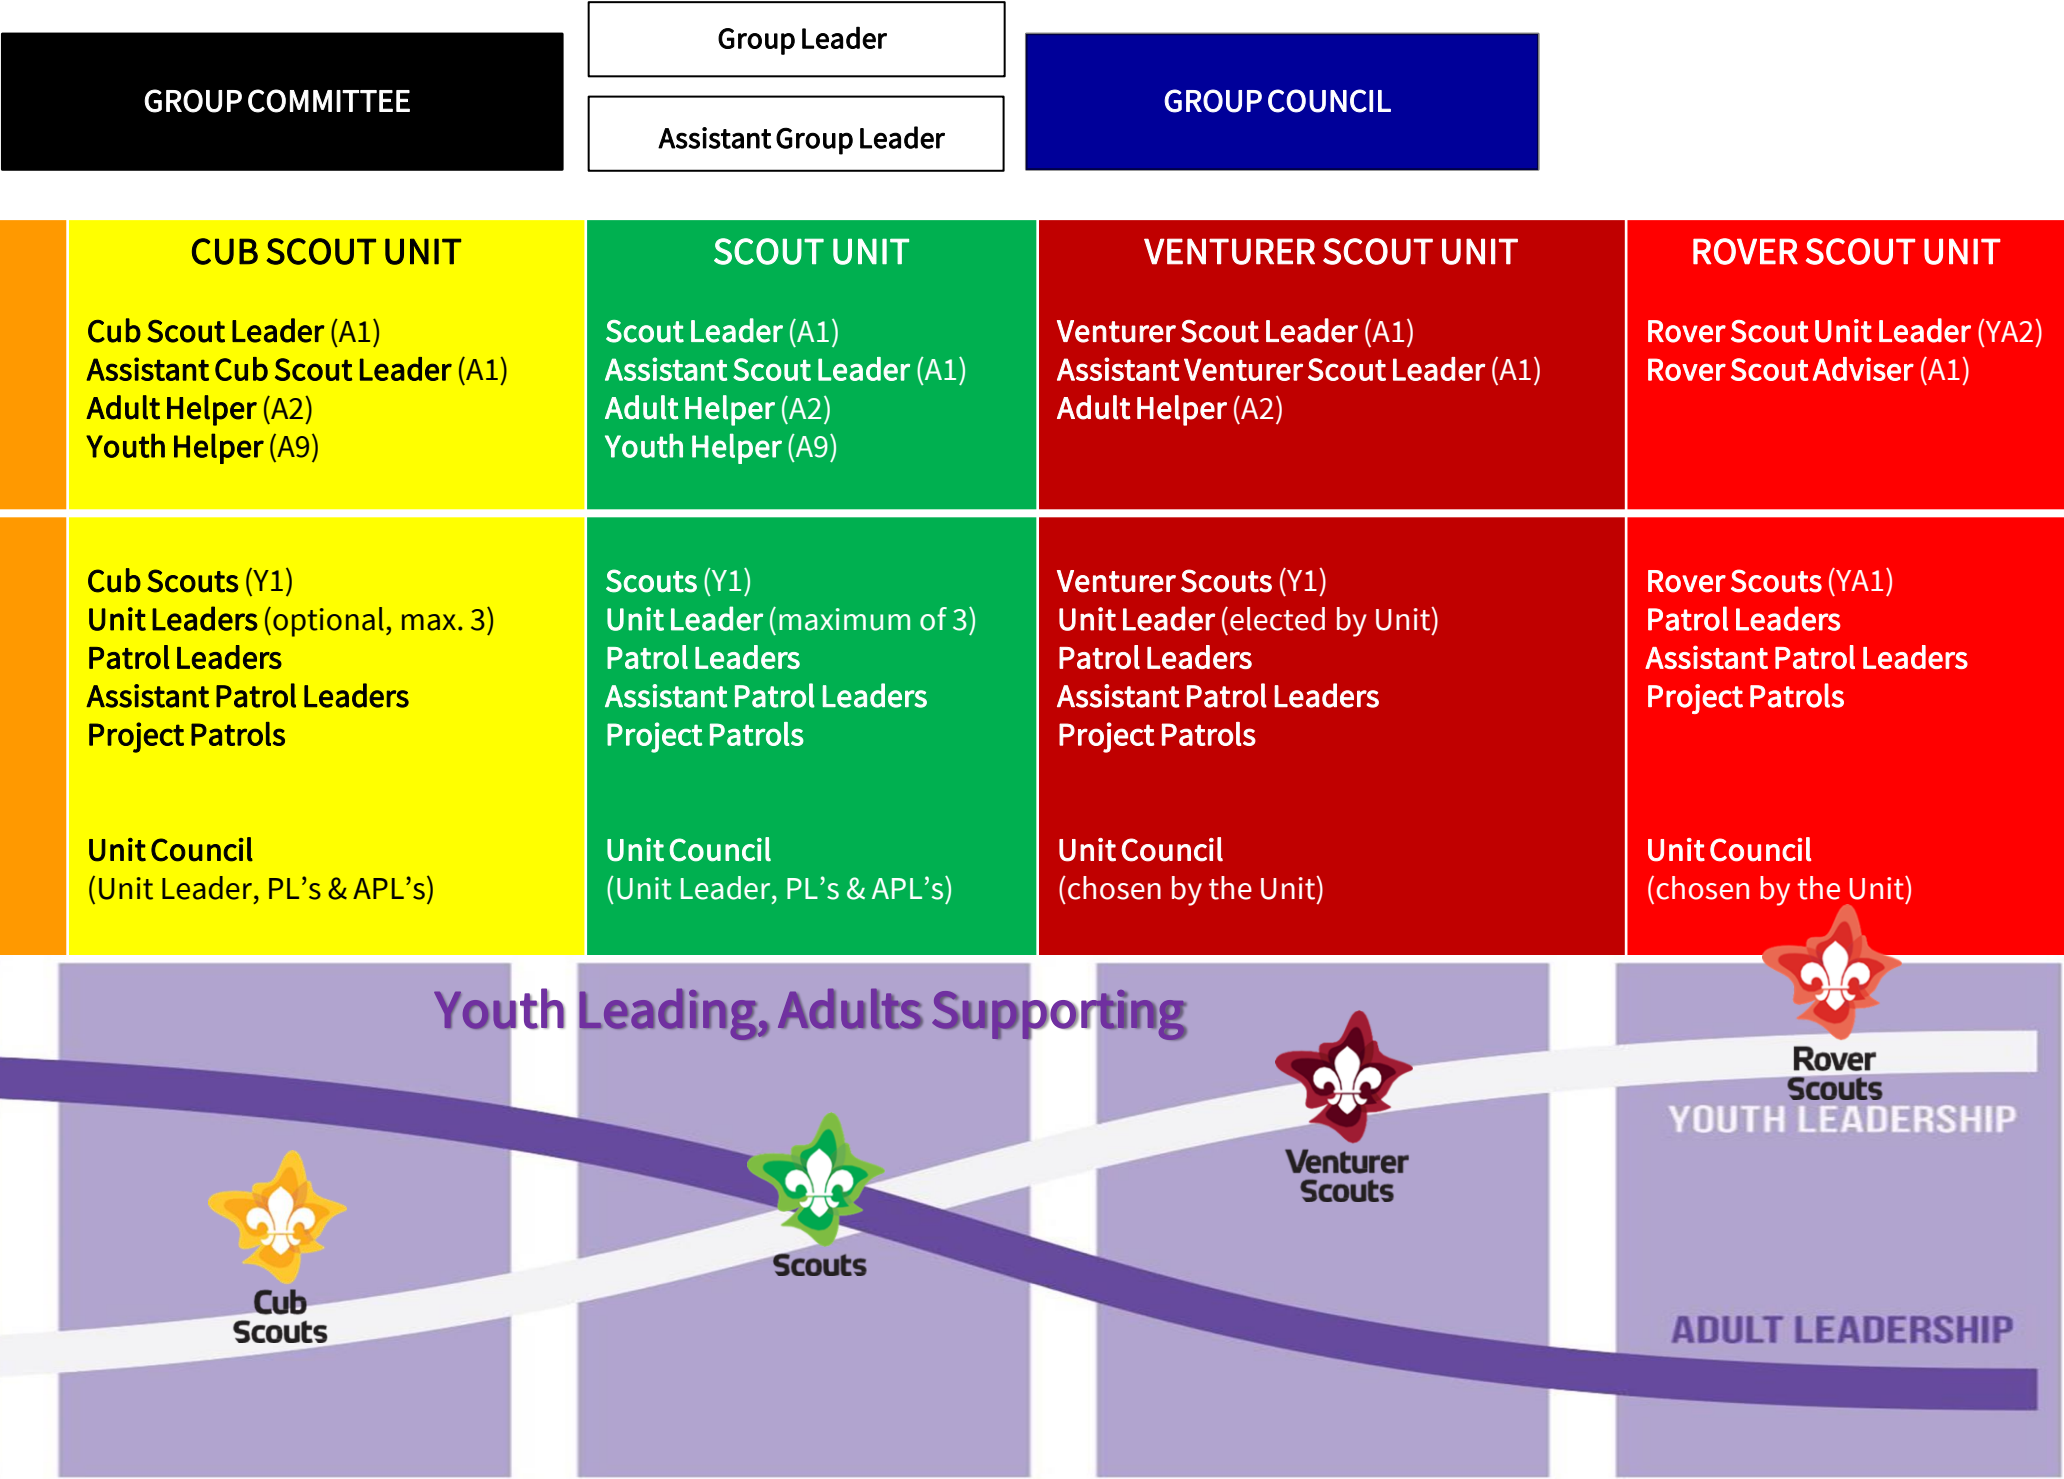 Group Leader
GROUP COMMITTEE
GROUP COUNCIL
Assistant Group Leader
CUB SCOUT UNIT
Cub Scout Leader (A1)
Assistant Cub Scout Leader (A1)
Adult Helper (A2)
Youth Helper (A9)
SCOUT UNIT
Scout Leader (A1)
Assistant Scout Leader (A1)
Adult Helper (A2)
Youth Helper (A9)
VENTURER SCOUT UNIT
Venturer Scout Leader (A1)
Assistant Venturer Scout Leader (A1)
Adult Helper (A2)
ROVER SCOUT UNIT
Rover Scout Unit Leader (YA2)
Rover Scout Adviser (A1)
Cub Scouts (Y1)
Unit Leaders (optional, max. 3)
Patrol Leaders
Assistant Patrol Leaders
Project Patrols
Unit Council
(Unit Leader, PL’s & APL’s)
Scouts (Y1)
Unit Leader (maximum of 3)
Patrol Leaders
Assistant Patrol Leaders
Project Patrols
Unit Council
(Unit Leader, PL’s & APL’s)
Venturer Scouts (Y1)
Unit Leader (elected by Unit)
Patrol Leaders
Assistant Patrol Leaders
Project Patrols
Unit Council
(chosen by the Unit)
Rover Scouts (YA1)
Patrol Leaders
Assistant Patrol Leaders
Project Patrols
Unit Council
(chosen by the Unit)
Youth Leading, Adults Supporting
Cub
Scouts
Scouts
Venturer
Scouts
Rover
Scouts
YOUTH LEADERSHIP
ADULT LEADERSHIP